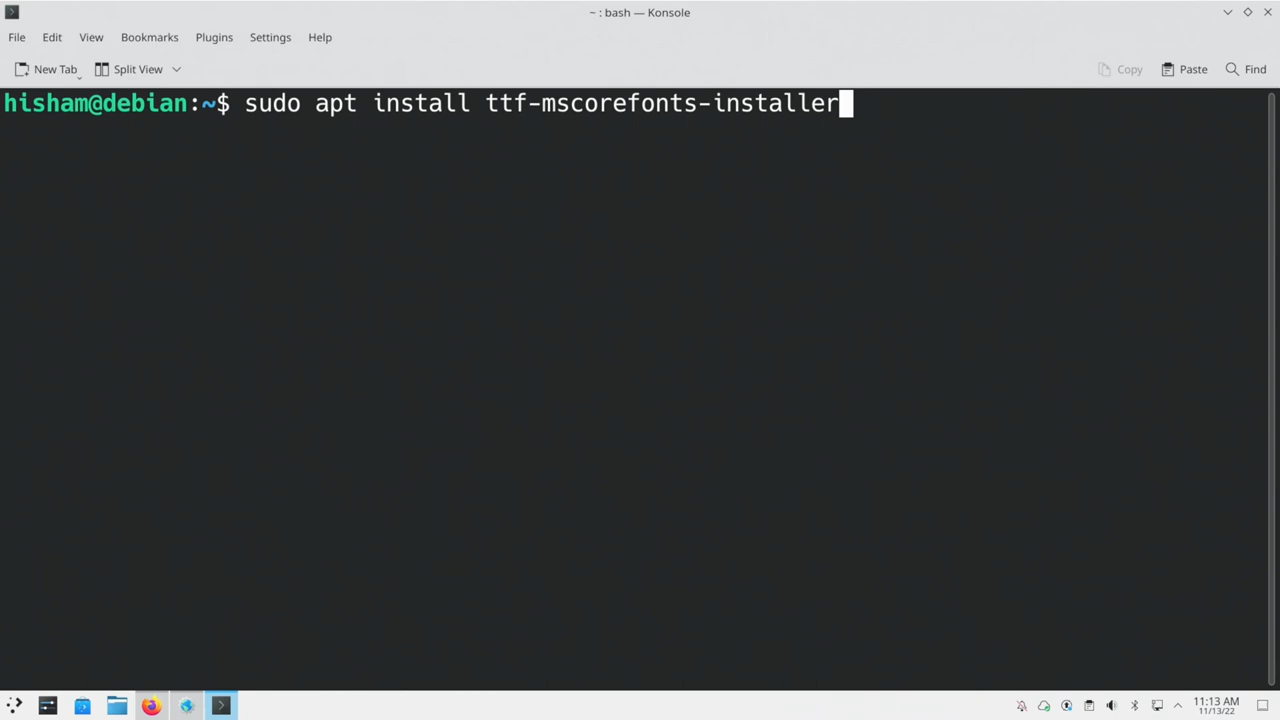 ~ : bash — Konsole
File Edit View Bookmarks Plugins Settings Help
New Tab Split View Copy Paste Find
hisham@debian:~$ sudo apt install ttf-mscorefonts-installer
11:13 AM
11/13/22